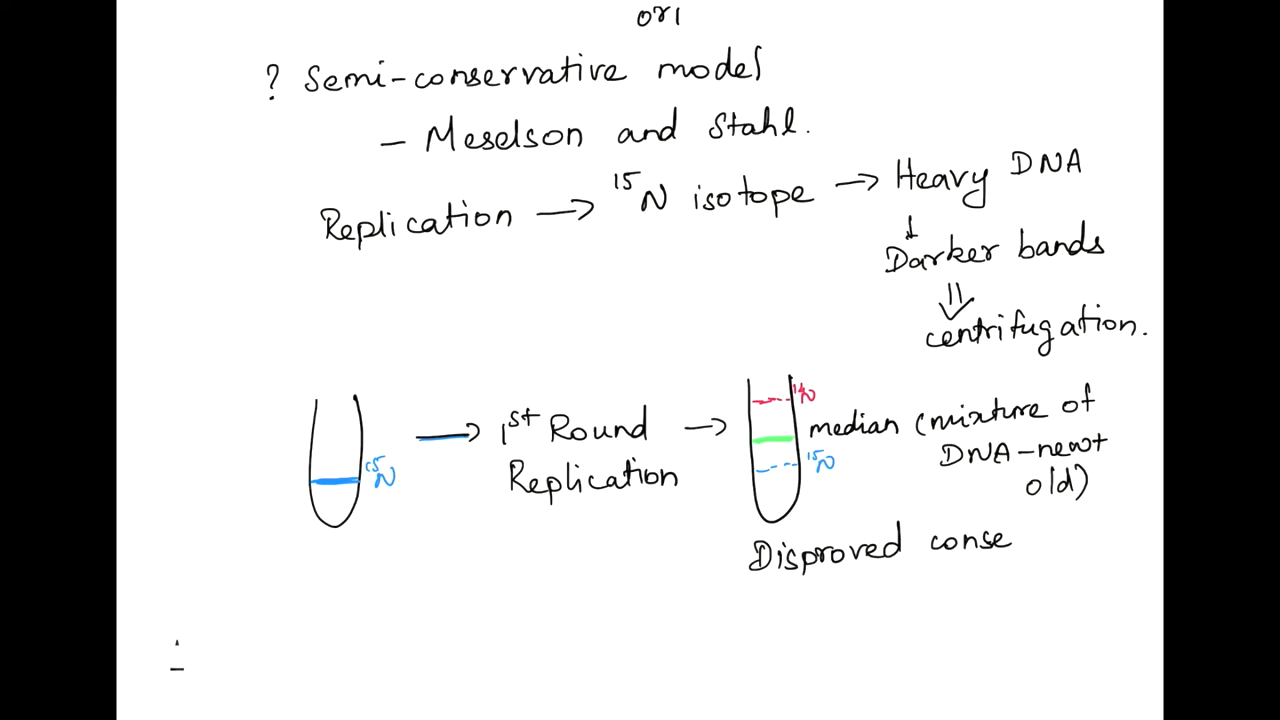 ori
? Semi-conservative model
- Meselson and Stahl.
Replication → ¹⁵N isotope → Heavy DNA
↓
Darker bands
⇓
centrifugation.
¹⁵N → 1st Round Replication → ¹⁴N
median (mixture of
DNA-new+
old)
¹⁵N
Disproved conse